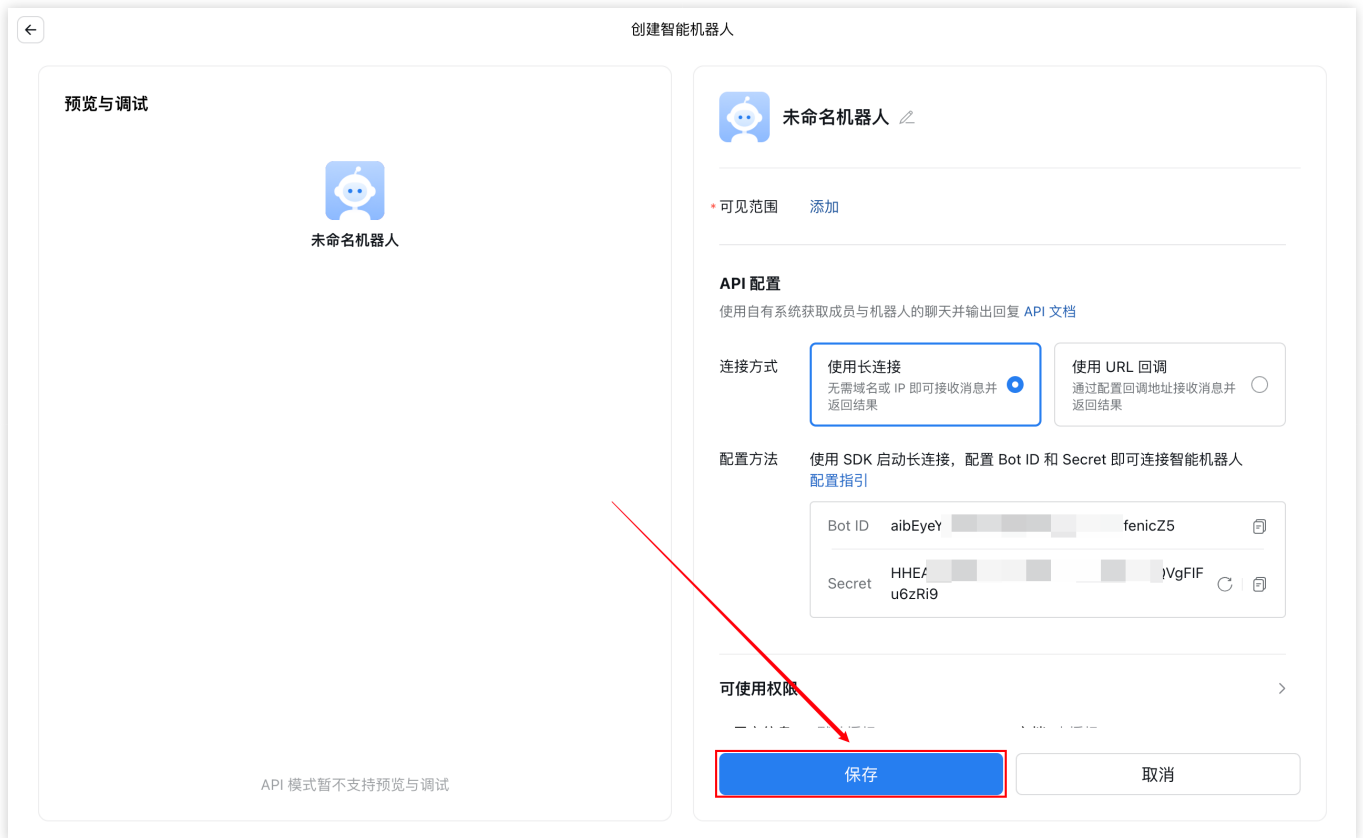 创建智能机器人
预览与调试
未命名机器人
API 模式暂不支持预览与调试
未命名机器人
* 可见范围 添加
API 配置
使用自有系统获取成员与机器人的聊天并输出回复 API 文档
连接方式
使用长连接
无需域名或 IP 即可接收消息并
返回结果
使用 URL 回调
通过配置回调地址接收消息并
返回结果
配置方法 使用 SDK 启动长连接，配置 Bot ID 和 Secret 即可连接智能机器人
配置指引
Bot ID aibEyeY fenicZ5
Secret HHEA QVgFIF
u6zRi9
可使用权限
保存 取消